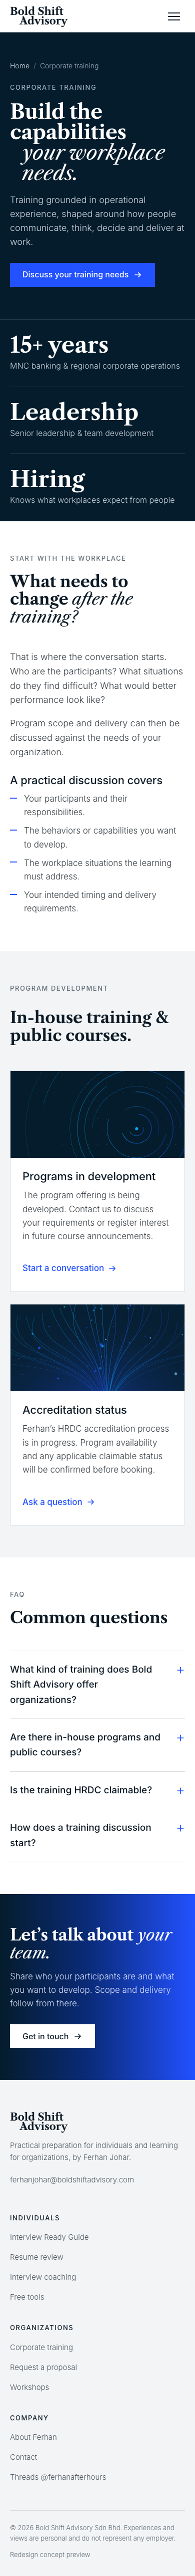 Bold Shift
Advisory
Home / Corporate training
CORPORATE TRAINING
Build the
capabilities
your workplace
needs.
Training grounded in operational
experience, shaped around how people
communicate, think, decide and deliver at
work.
Discuss your training needs →
15+ years
MNC banking & regional corporate operations
Leadership
Senior leadership & team development
Hiring
Knows what workplaces expect from people
START WITH THE WORKPLACE
What needs to
change after the
training?
That is where the conversation starts.
Who are the participants? What situations
do they find difficult? What would better
performance look like?
Program scope and delivery can then be
discussed against the needs of your
organization.
A practical discussion covers
Your participants and their
responsibilities.
The behaviors or capabilities you want
to develop.
The workplace situations the learning
must address.
Your intended timing and delivery
requirements.
PROGRAM DEVELOPMENT
In-house training &
public courses.
Programs in development
The program offering is being
developed. Contact us to discuss
your requirements or register interest
in future course announcements.
Start a conversation →
Accreditation status
Ferhan’s HRDC accreditation process
is in progress. Program availability
and any applicable claimable status
will be confirmed before booking.
Ask a question →
FAQ
Common questions
What kind of training does Bold
Shift Advisory offer
organizations?
+
Are there in-house programs and
public courses?
+
Is the training HRDC claimable?
+
How does a training discussion
start?
+
Let’s talk about your
team.
Share who your participants are and what
you want to develop. Scope and delivery
follow from there.
Get in touch →
Bold Shift
Advisory
Practical preparation for individuals and learning
for organizations, by Ferhan Johar.
ferhanjohar@boldshiftadvisory.com
INDIVIDUALS
Interview Ready Guide
Resume review
Interview coaching
Free tools
ORGANIZATIONS
Corporate training
Request a proposal
Workshops
COMPANY
About Ferhan
Contact
Threads @ferhanafterhours
© 2026 Bold Shift Advisory Sdn Bhd. Experiences and
views are personal and do not represent any employer.
Redesign concept preview